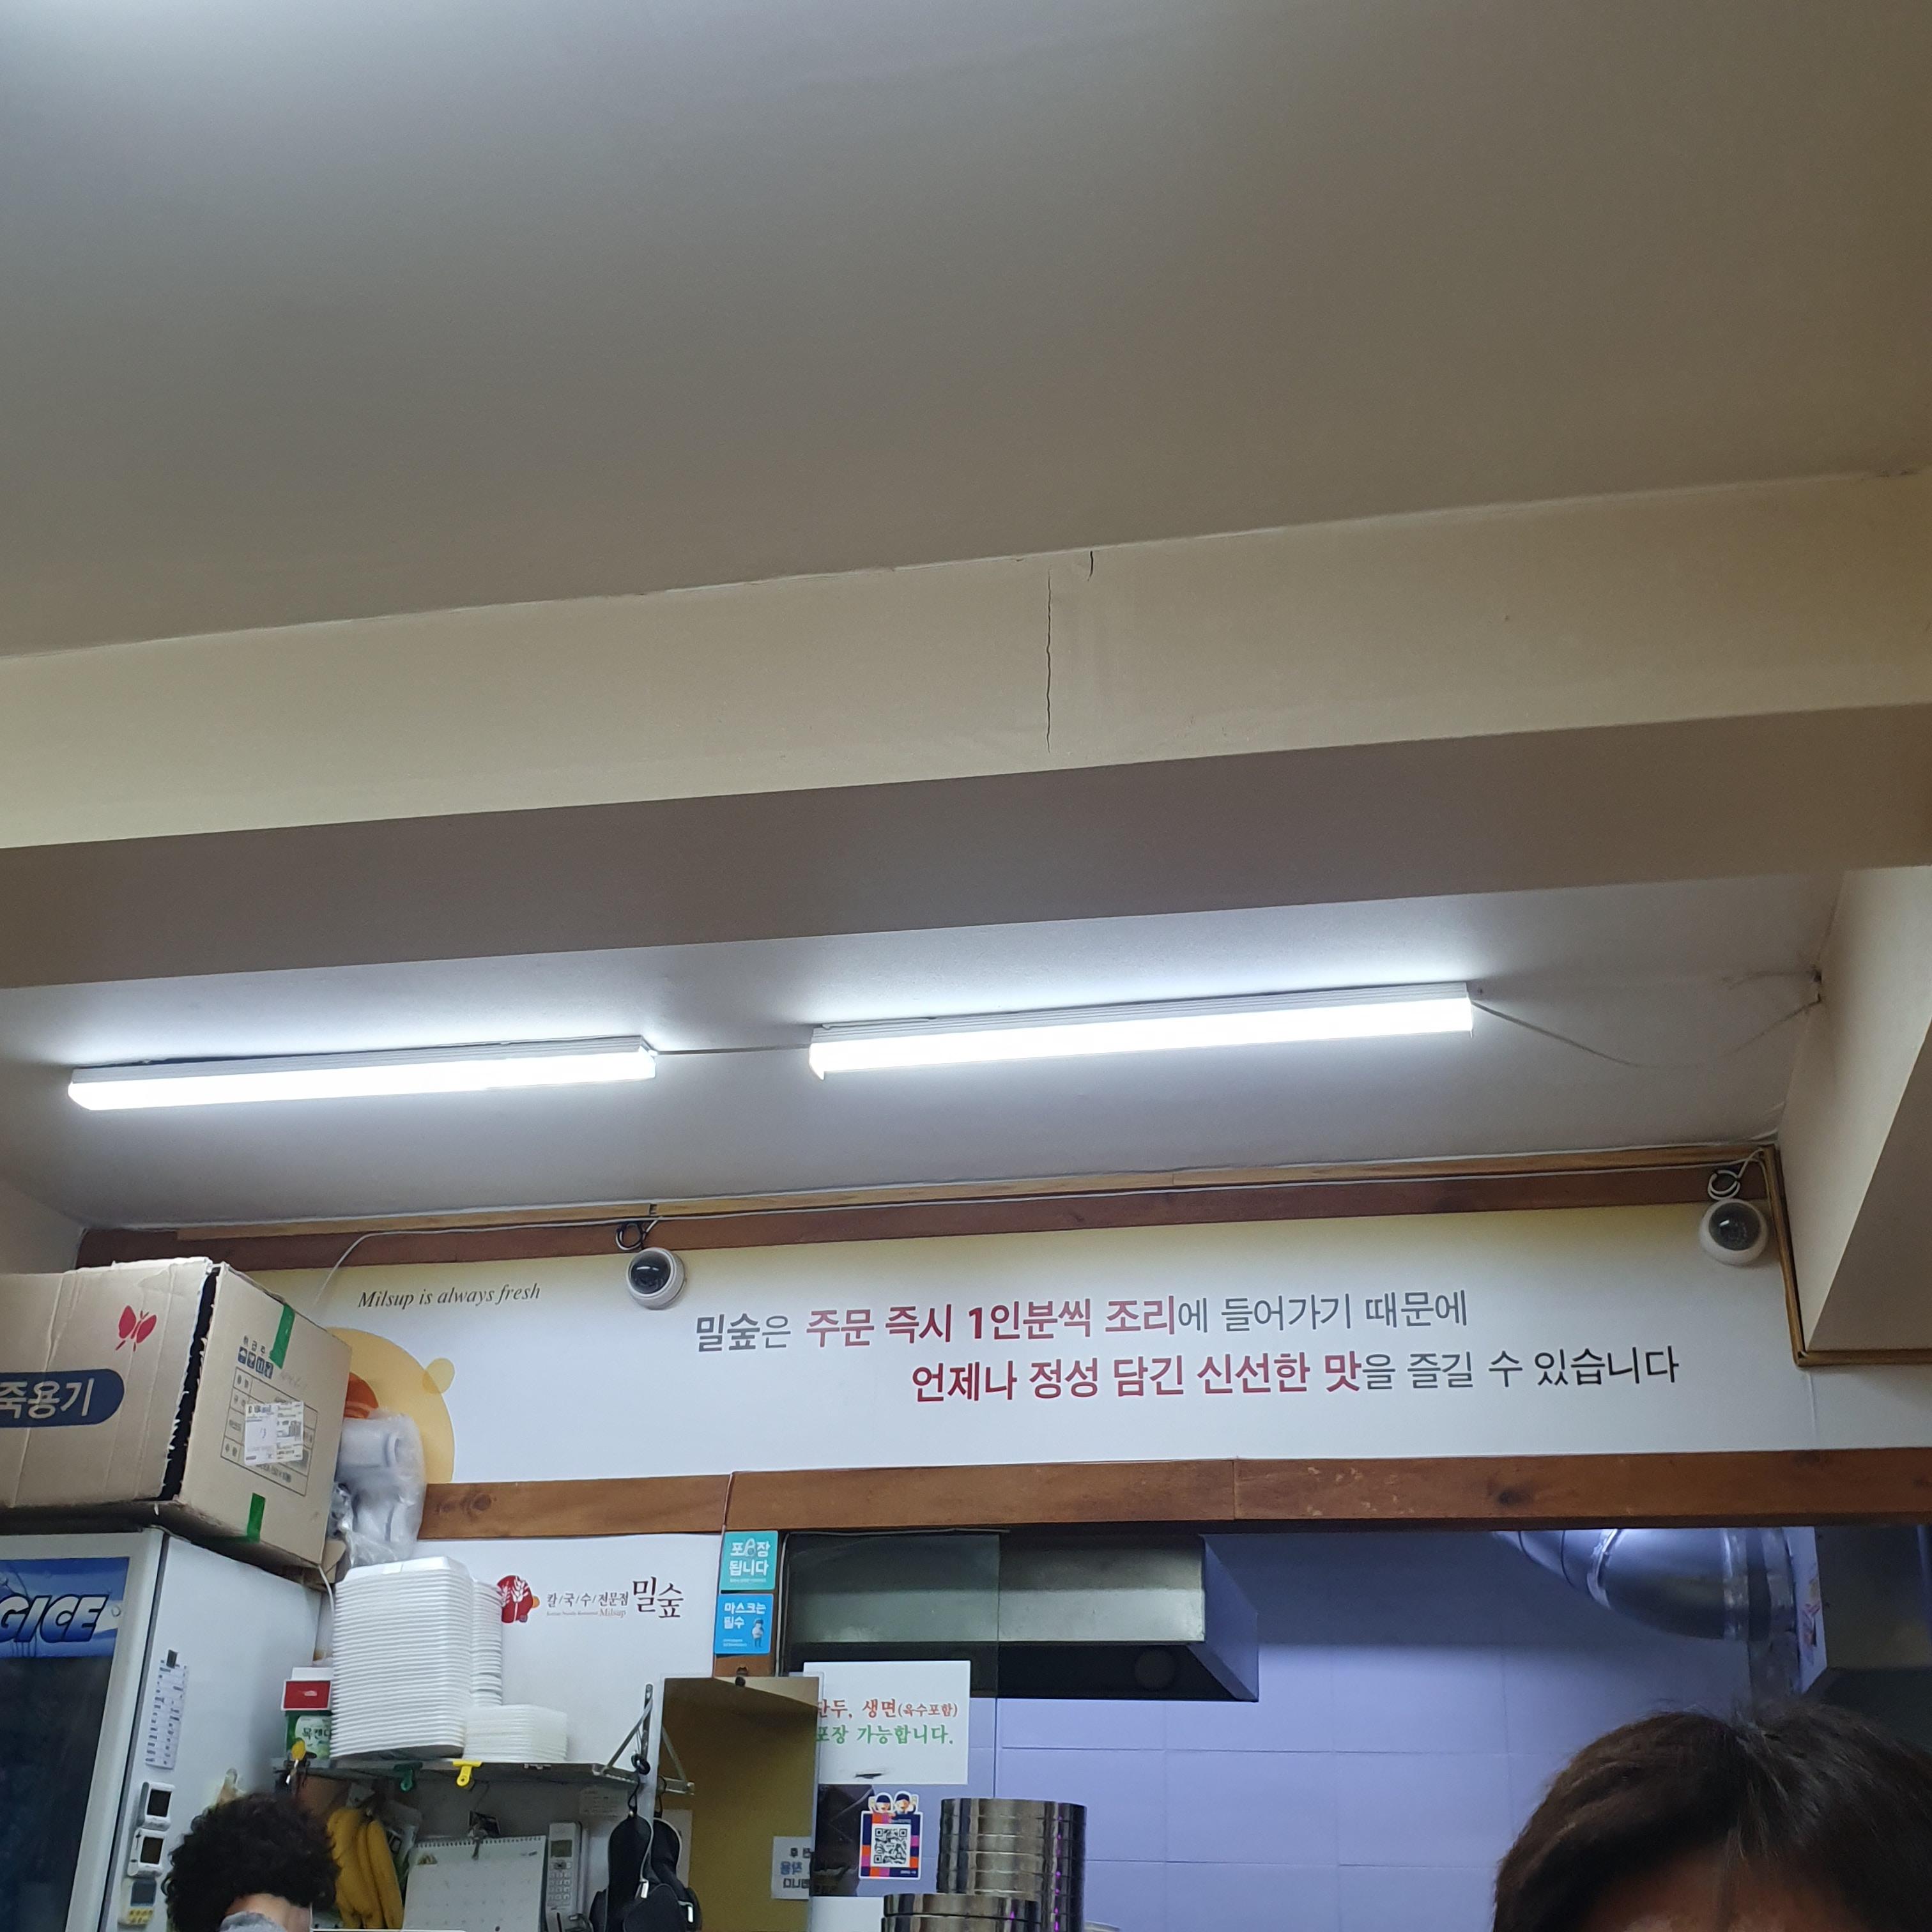 Milsup is always fresh
밀숲은 주문 즉시 1인분씩 조리에 들어가기 때문에
언제나 정성 담긴 신선한 맛을 즐길 수 있습니다
죽용기
GICE
칼/국/수/전문점 밀숲
Milsup
포장
됩니다
마스크는
필수
만두, 생면(육수포함)
포장 가능합니다.